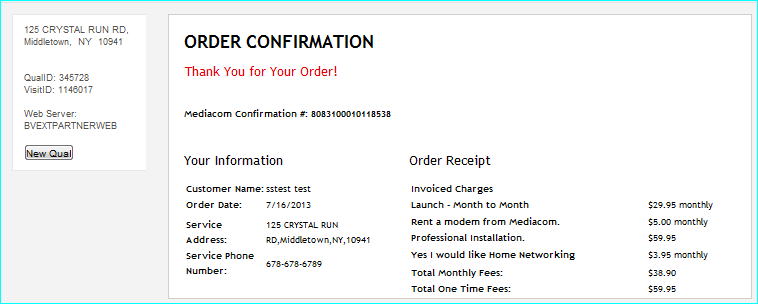 125 CRYSTAL RUN RD,
Middletown, NY 10941
QualID: 345728
VisitID: 1146017
Web Server:
BVEXTPARTNERWEB
New Qual
ORDER CONFIRMATION
Thank You for Your Order!
Mediacom Confirmation #: 8083100010118538
Your Information
Customer Name: sstest test
Order Date: 7/16/2013
Service Address: 125 CRYSTAL RUN
RD,Middletown,NY,10941
Service Phone Number: 678-678-6789
Order Receipt
Invoiced Charges
Launch - Month to Month $29.95 monthly
Rent a modem from Mediacom. $5.00 monthly
Professional Installation. $59.95
Yes I would like Home Networking $3.95 monthly
Total Monthly Fees: $38.90
Total One Time Fees: $59.95